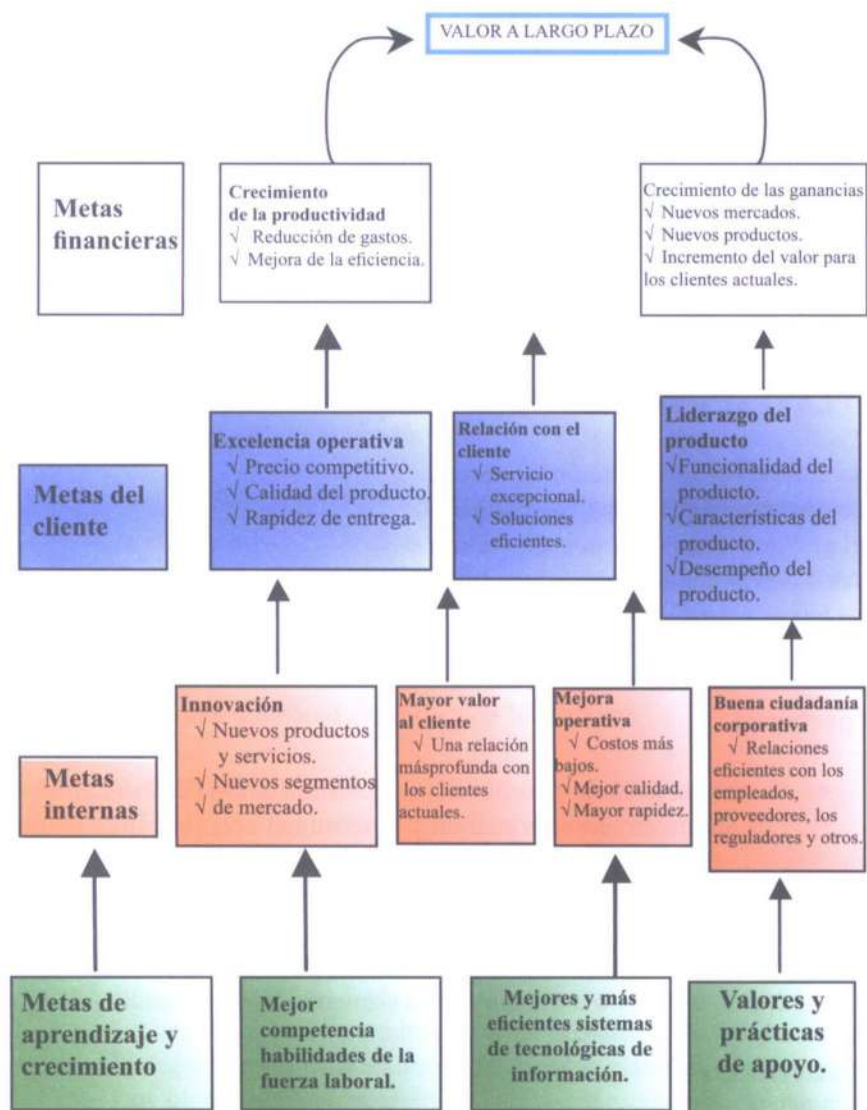 VALOR A LARGO PLAZO
Metas
financieras
Crecimiento
de la productividad
√ Reducción de gastos.
√ Mejora de la eficiencia.
Crecimiento de las ganancias
√ Nuevos mercados.
√ Nuevos productos.
√ Incremento del valor para
los clientes actuales.
Metas del
cliente
Excelencia operativa
√ Precio competitivo.
√ Calidad del producto.
√ Rapidez de entrega.
Relación con el
cliente
√ Servicio
excepcional.
√ Soluciones
eficientes.
Liderazgo del
producto
√Funcionalidad del
producto.
√Características del
producto.
√Desempeño del
producto.
Metas
internas
Innovación
√ Nuevos productos
y servicios.
√ Nuevos segmentos
√ de mercado.
Mayor valor
al cliente
√ Una relación
másprofunda con
los clientes
actuales.
Mejora
operativa
√ Costos más
bajos.
√ Mejor calidad.
√ Mayor rapidez.
Buena ciudadanía
corporativa
√ Relaciones
eficientes con los
empleados,
proveedores, los
reguladores y otros.
Metas de
aprendizaje y
crecimiento
Mejor
competencia
habilidades de la
fuerza laboral.
Mejores y más
eficientes sistemas
de tecnológicas de
información.
Valores y
prácticas
de apoyo.